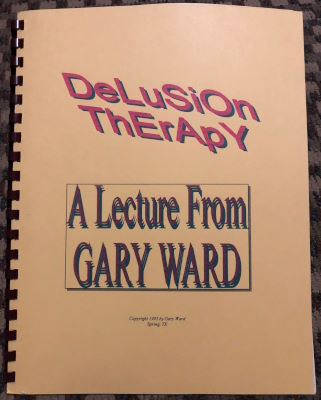 DeLuSiOn
ThErApY
A Lecture From
GARY WARD
Copyright 1993 by Gary Ward
Spring, TX